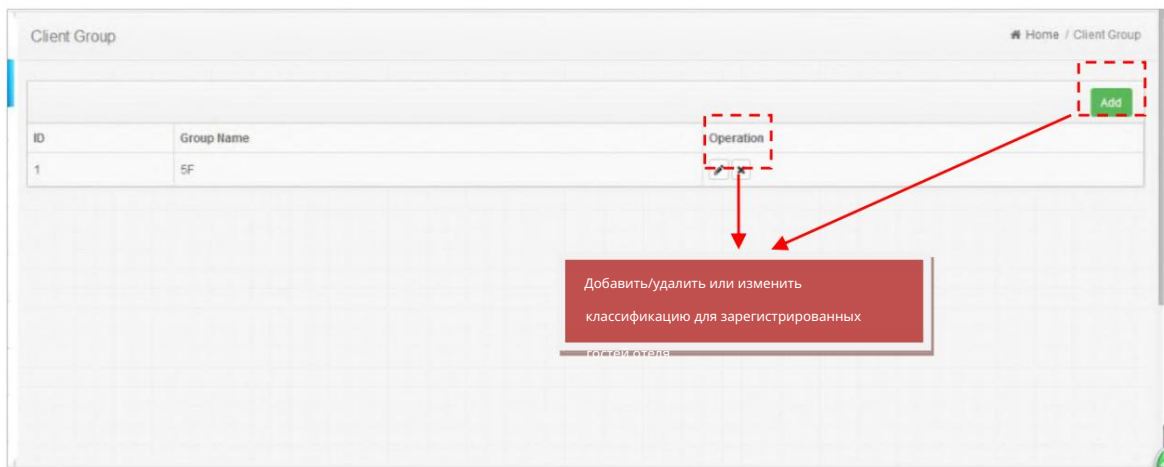 Client Group
Home / Client Group
Add
ID Group Name Operation
1 5F
Добавить/удалить или изменить
классификацию для зарегистрированных
гостей отеля